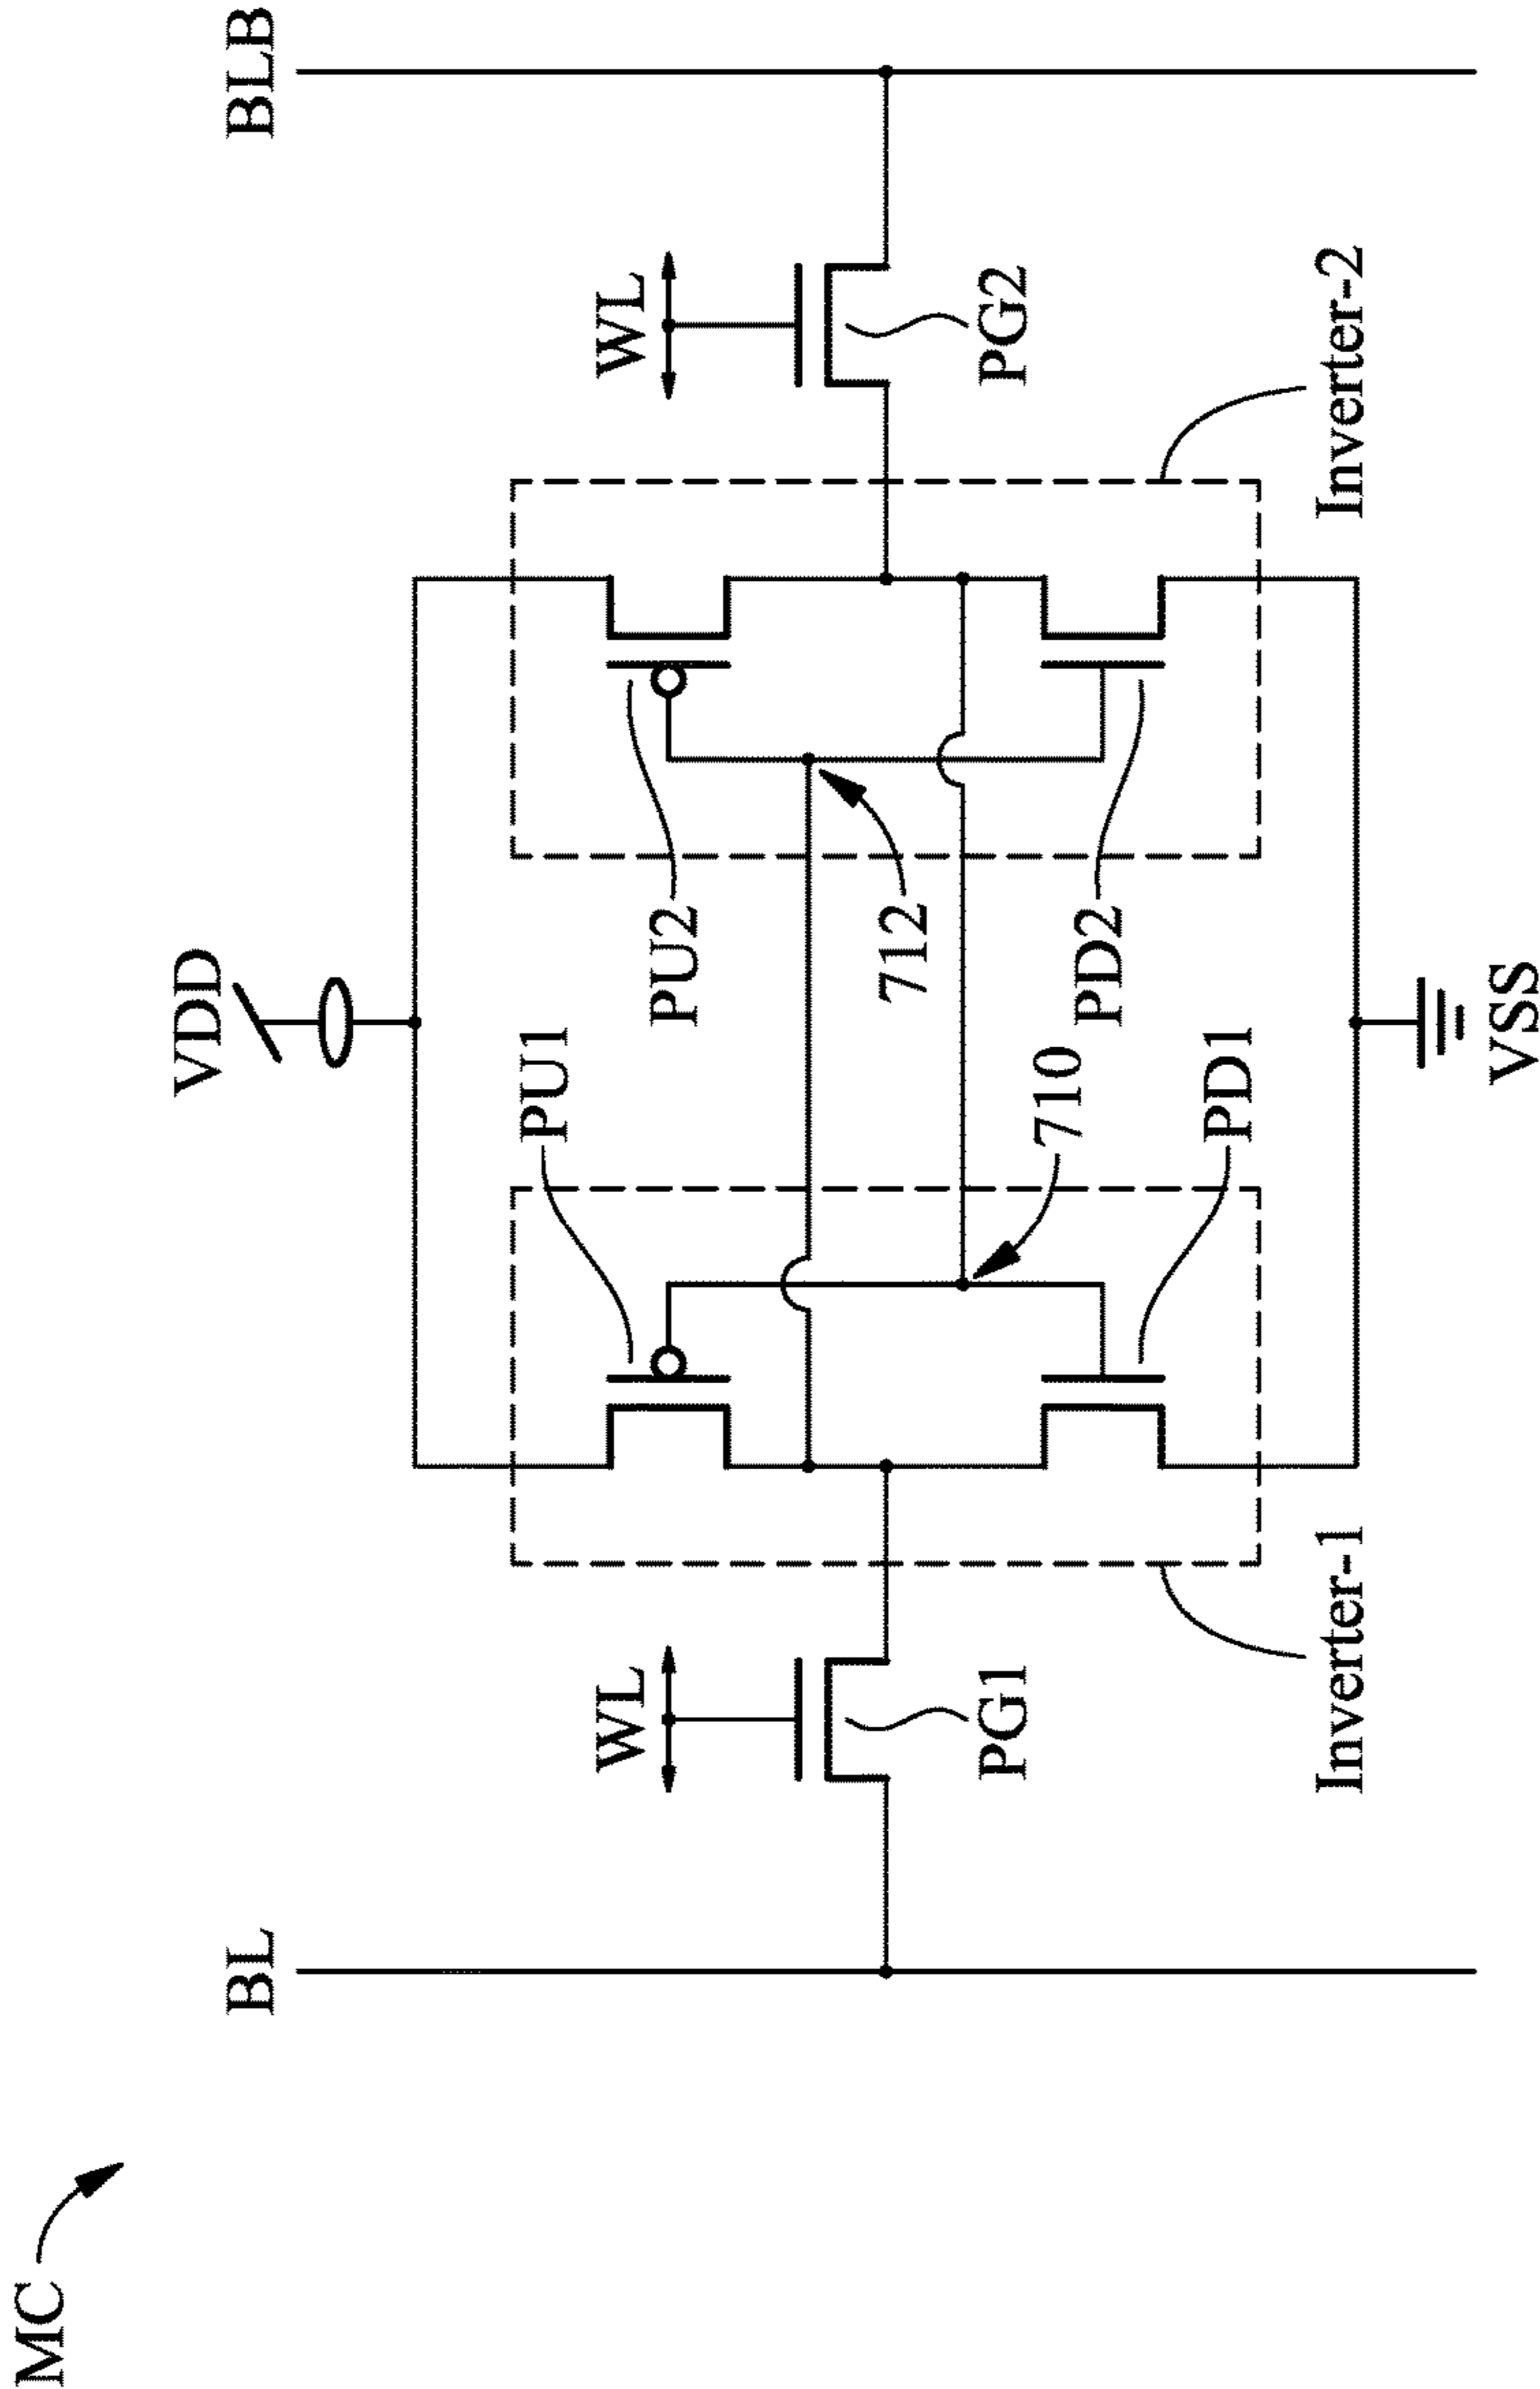 MC
VDD
BL
BLB
PU1
PU2
WL
WL
712
PG1
710
PG2
PD1
PD2
Inverter-1
Inverter-2
VSS